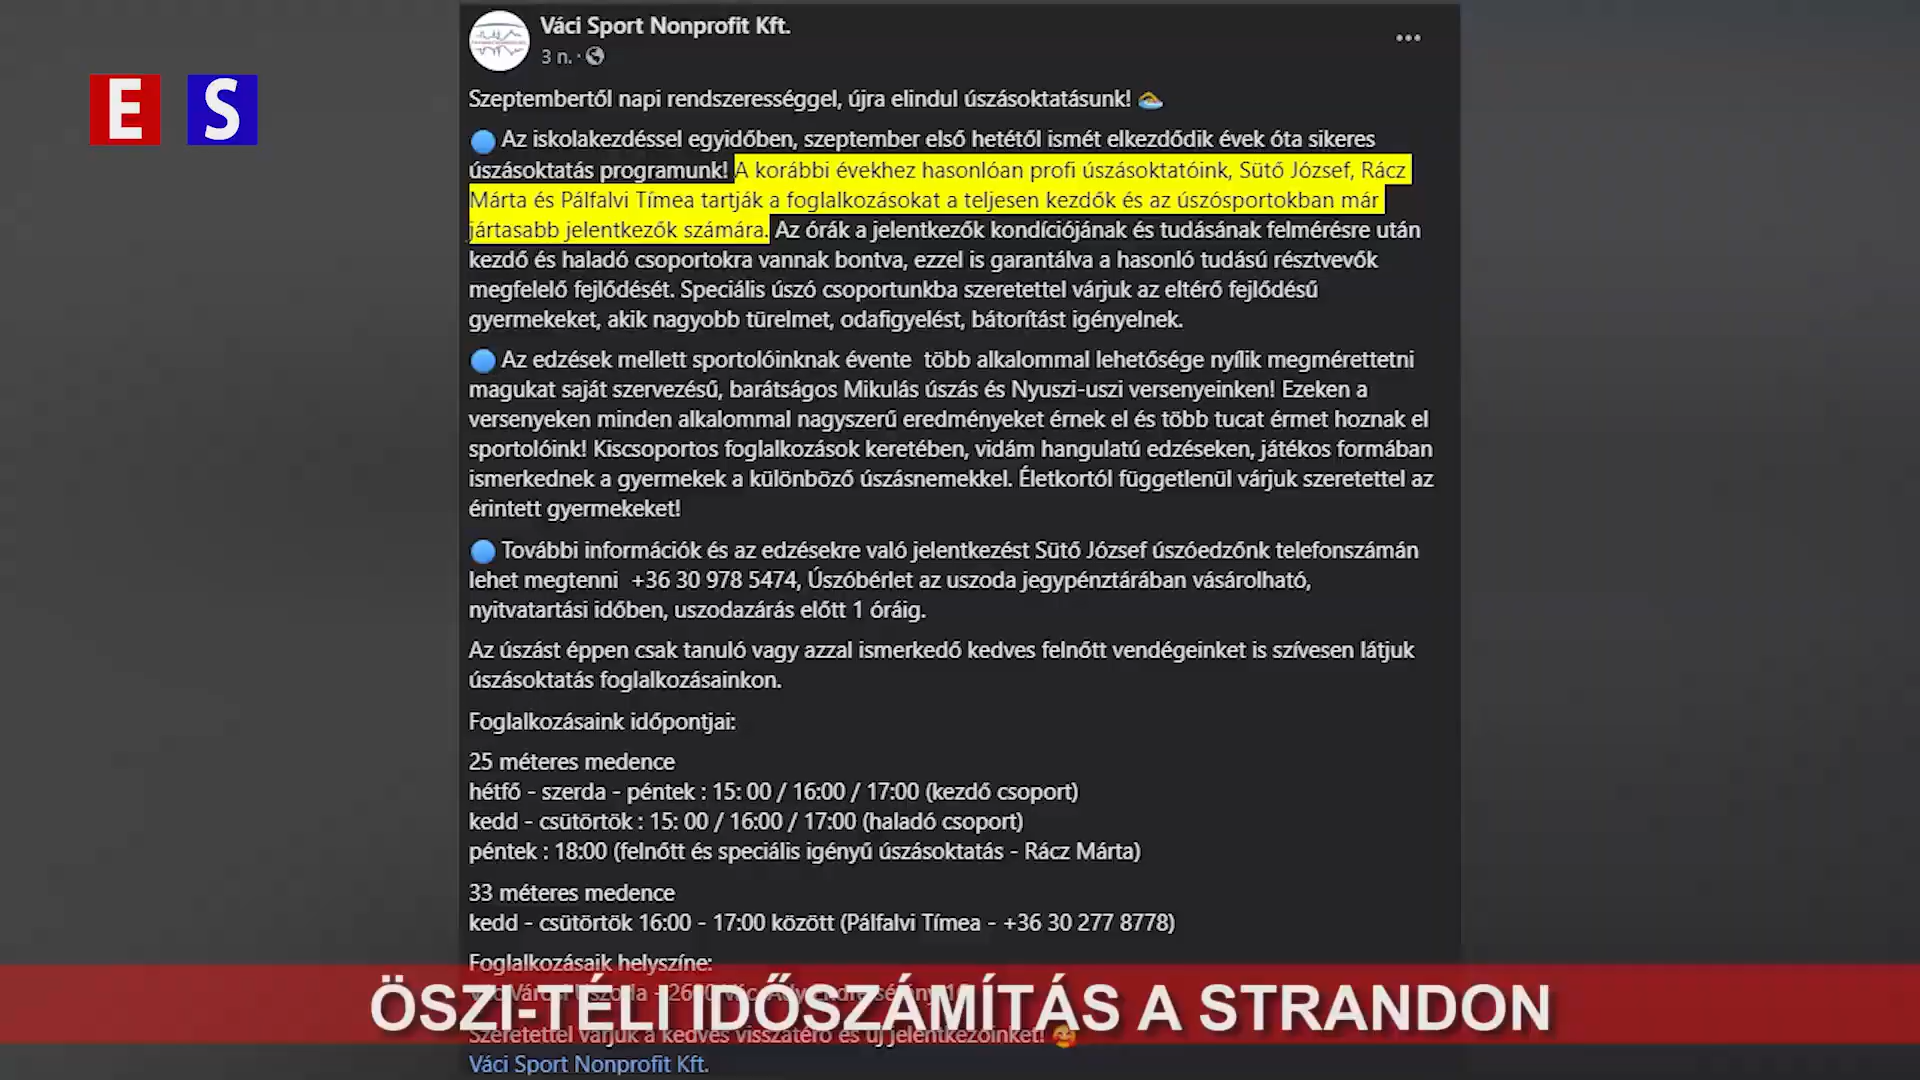 E S
Váci Sport Nonprofit Kft.
3 n. ·
Szeptembertől napi rendszerességgel, újra elindul úszásoktatásunk!
Az iskolakezdéssel egyidőben, szeptember első hetétől ismét elkezdődik évek óta sikeres
úszásoktatás programunk! A korábbi évekhez hasonlóan profi úszásoktatóink, Sütő József, Rácz
Márta és Pálfalvi Tímea tartják a foglalkozásokat a teljesen kezdők és az úszósportokban már
jártasabb jelentkezők számára. Az órák a jelentkezők kondíciójának és tudásának felmérésre után
kezdő és haladó csoportokra vannak bontva, ezzel is garantálva a hasonló tudású résztvevők
megfelelő fejlődését. Speciális úszó csoportunkba szeretettel várjuk az eltérő fejlődésű
gyermekeket, akik nagyobb türelmet, odafigyelést, bátorítást igényelnek.
Az edzések mellett sportolóinknak évente több alkalommal lehetősége nyílik megmérettetni
magukat saját szervezésű, barátságos Mikulás úszás és Nyuszi-uszi versenyeinken! Ezeken a
versenyeken minden alkalommal nagyszerű eredményeket érnek el és több tucat érmet hoznak el
sportolóink! Kiscsoportos foglalkozások keretében, vidám hangulatú edzéseken, játékos formában
ismerkednek a gyermekek a különböző úszásnemekkel. Életkortól függetlenül várjuk szeretettel az
érintett gyermekeket!
További információk és az edzésekre való jelentkezést Sütő József úszóedzőnk telefonszámán
lehet megtenni +36 30 978 5474, Úszóbérlet az uszoda jegypénztárában vásárolható,
nyitvatartási időben, uszodazárás előtt 1 óráig.
Az úszást éppen csak tanuló vagy azzal ismerkedő kedves felnőtt vendégeinket is szívesen látjuk
úszásoktatás foglalkozásainkon.
Foglalkozásaink időpontjai:
25 méteres medence
hétfő - szerda - péntek : 15: 00 / 16:00 / 17:00 (kezdő csoport)
kedd - csütörtök : 15: 00 / 16:00 / 17:00 (haladó csoport)
péntek : 18:00 (felnőtt és speciális igényű úszásoktatás - Rácz Márta)
33 méteres medence
kedd - csütörtök 16:00 - 17:00 között (Pálfalvi Tímea - +36 30 277 8778)
Foglalkozásaik helyszíne:
ÖSZI-TÉLI IDŐSZÁMÍTÁS A STRANDON
Szeretettel várjuk a kedves visszatérő és új jelentkezőinket!
Váci Sport Nonprofit Kft.